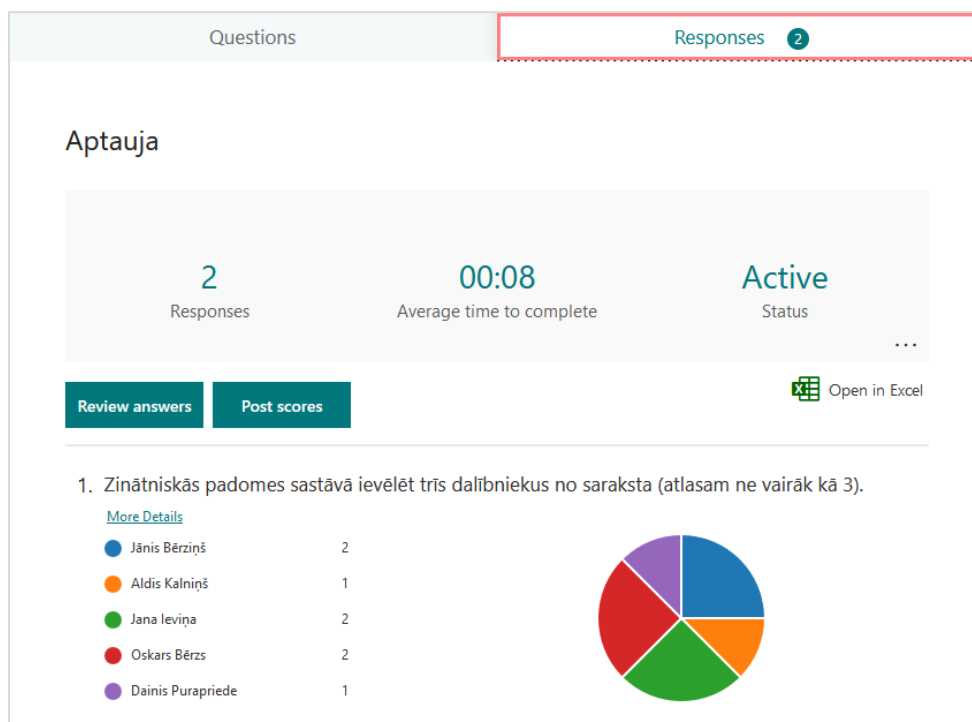 Questions
Responses 2
Aptauja
2
Responses
00:08
Average time to complete
Active
Status
...
Review answers
Post scores
Open in Excel
1. Zinātniskās padomes sastāvā ievēlēt trīs dalībniekus no saraksta (atlasam ne vairāk kā 3).
More Details
Jānis Bērziņš 2
Aldis Kalniņš 1
Jana Ieviņa 2
Oskars Bērzs 2
Dainis Purapriede 1